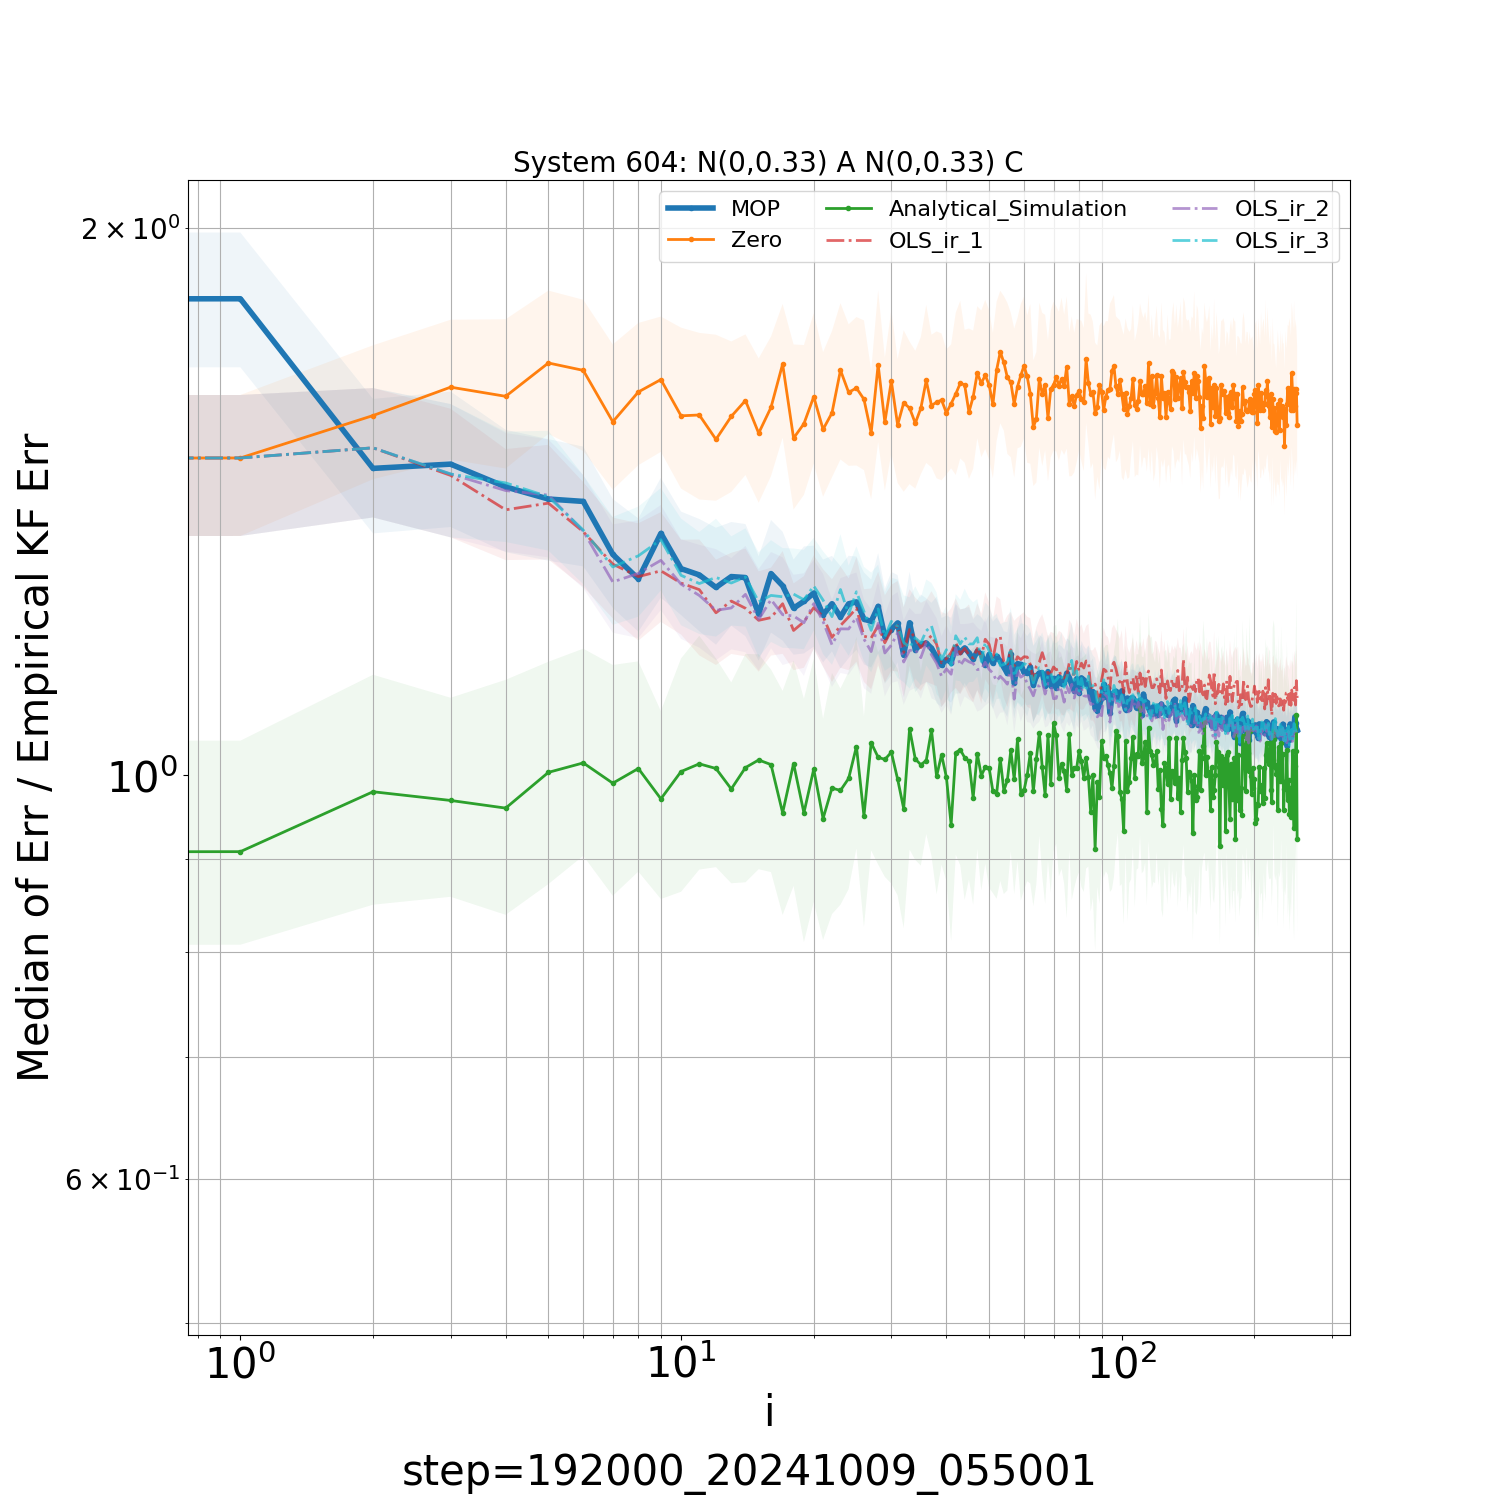 System 604: N(0,0.33) A N(0,0.33) C
MOP
Zero
Analytical_Simulation
OLS_ir_1
OLS_ir_2
OLS_ir_3
Median of Err / Empirical KF Err
2 × 10⁰
10⁰
6 × 10⁻¹
10⁰
10¹
10²
i
step=192000_20241009_055001